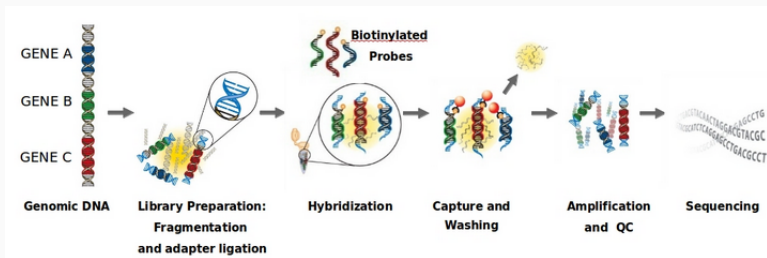 Biotinylated
Probes
GENE A
GENE B
GENE C
Genomic DNA
Library Preparation:
Fragmentation
and adapter ligation
Hybridization
Capture and
Washing
Amplification
and QC
Sequencing